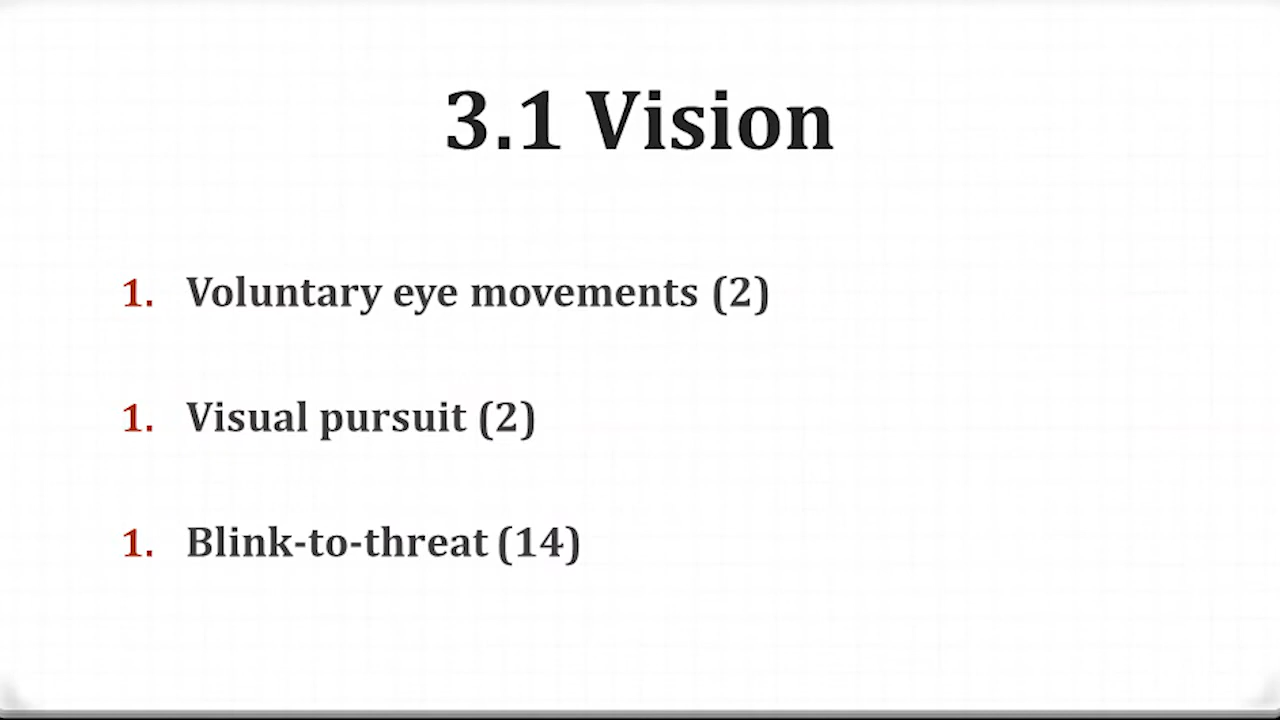 3.1 Vision
1. Voluntary eye movements (2)
1. Visual pursuit (2)
1. Blink-to-threat (14)